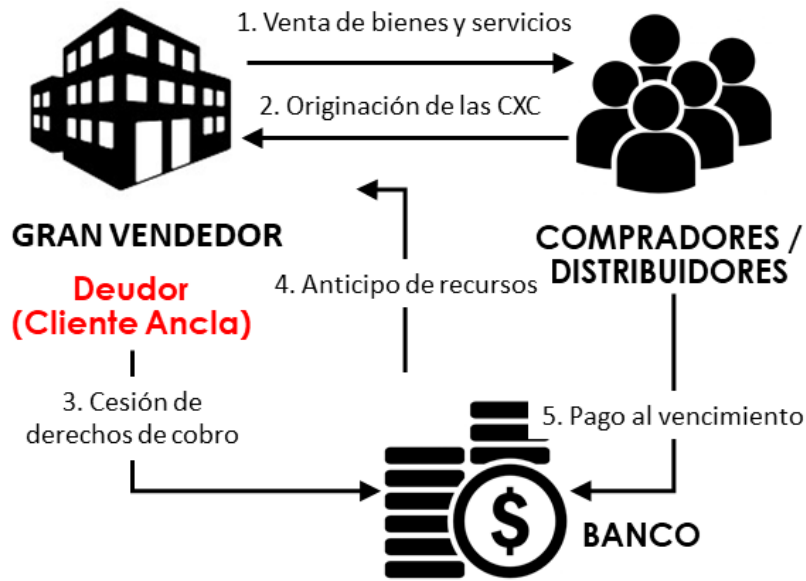 1. Venta de bienes y servicios
2. Originación de las CXC
GRAN VENDEDOR
Deudor
(Cliente Ancla)
COMPRADORES /
DISTRIBUIDORES
4. Anticipo de recursos
3. Cesión de
derechos de cobro
5. Pago al vencimiento
$
BANCO